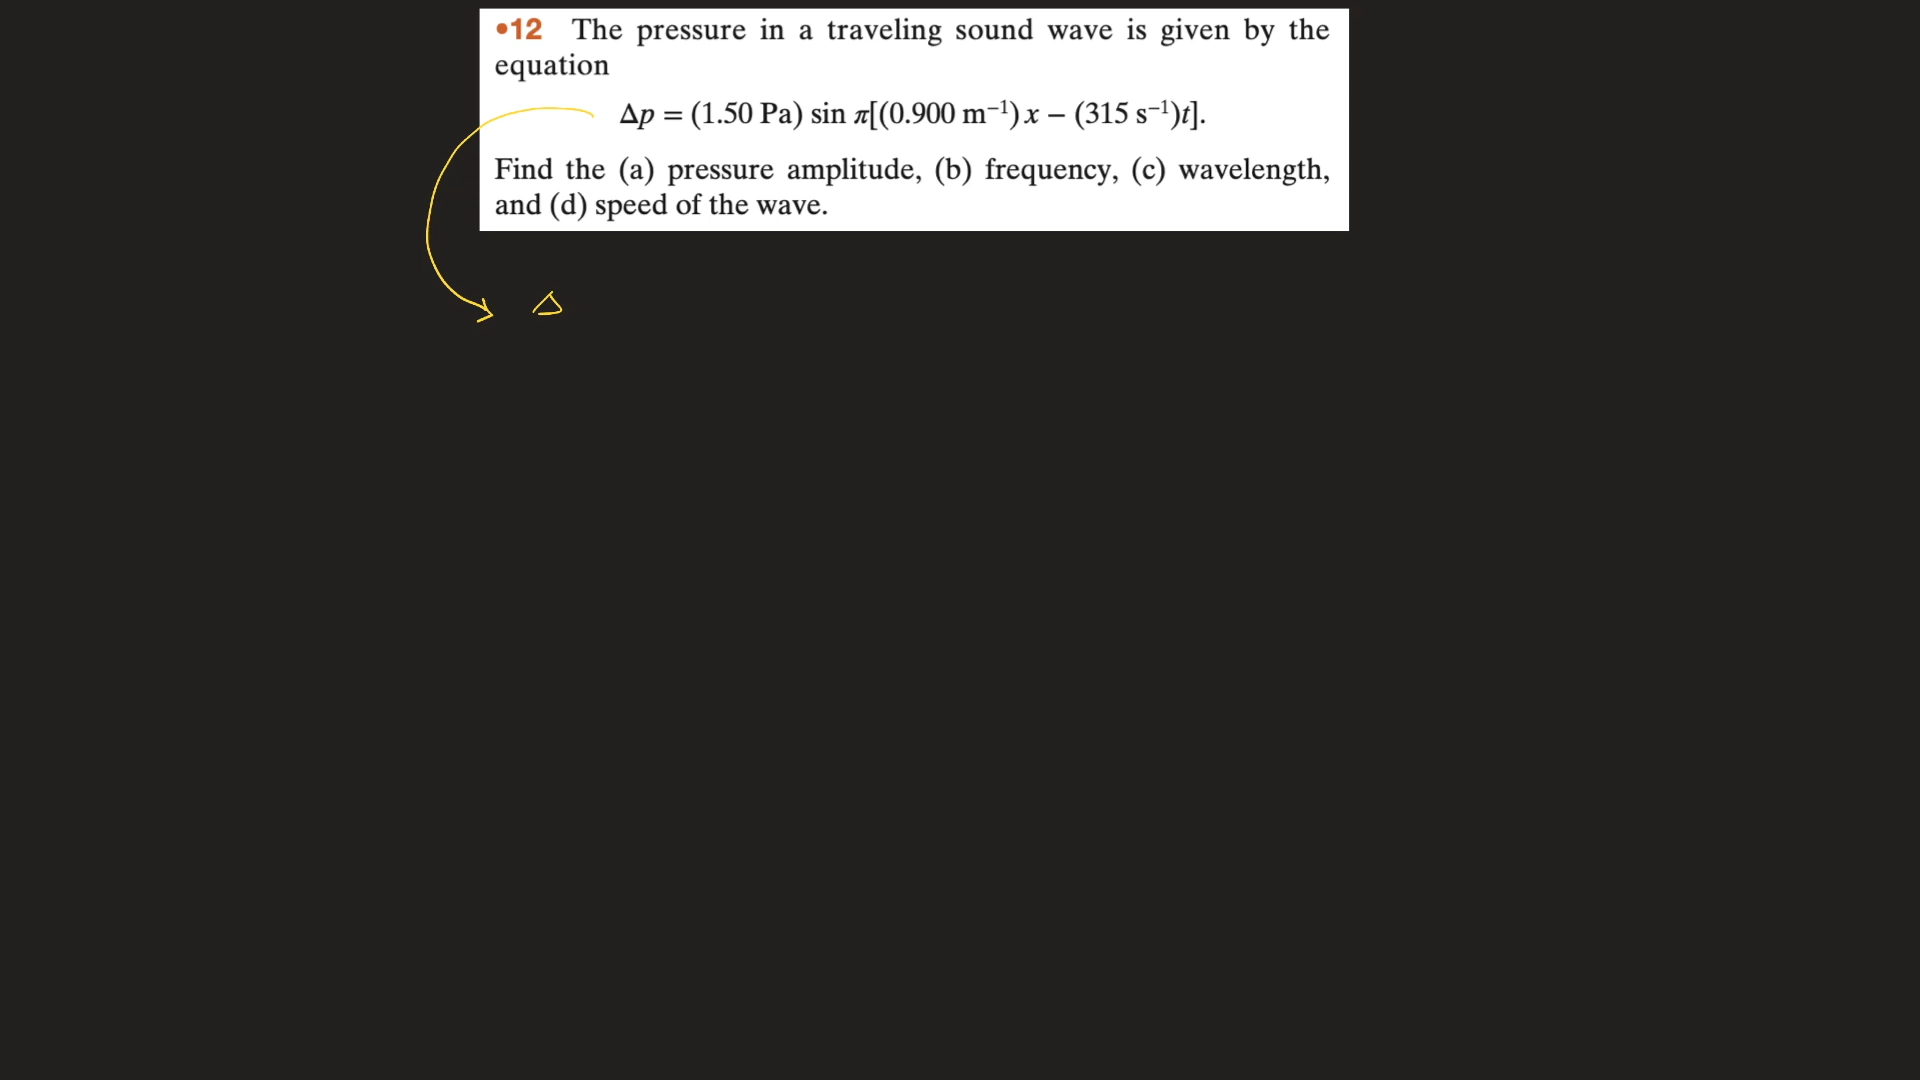 •12 The pressure in a traveling sound wave is given by the
equation
Δp = (1.50 Pa) sin π[(0.900 m⁻¹) x – (315 s⁻¹)t].
Find the (a) pressure amplitude, (b) frequency, (c) wavelength,
and (d) speed of the wave.
Δ